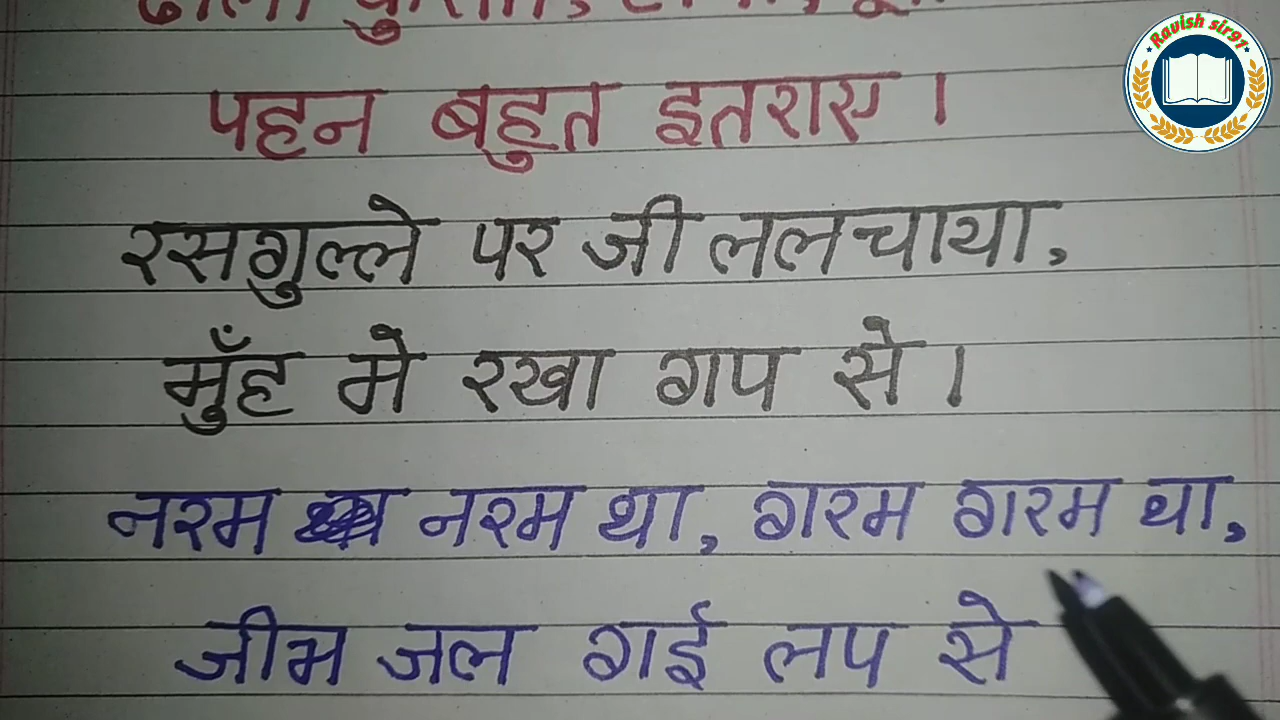 Ravish sir91
पहन बहुत इतराए।
रसगुल्ले पर जी ललचाया,
मुँह मे रखा गप से।
नरम नरम था, गरम गरम था,
जीभ जल गई लप से